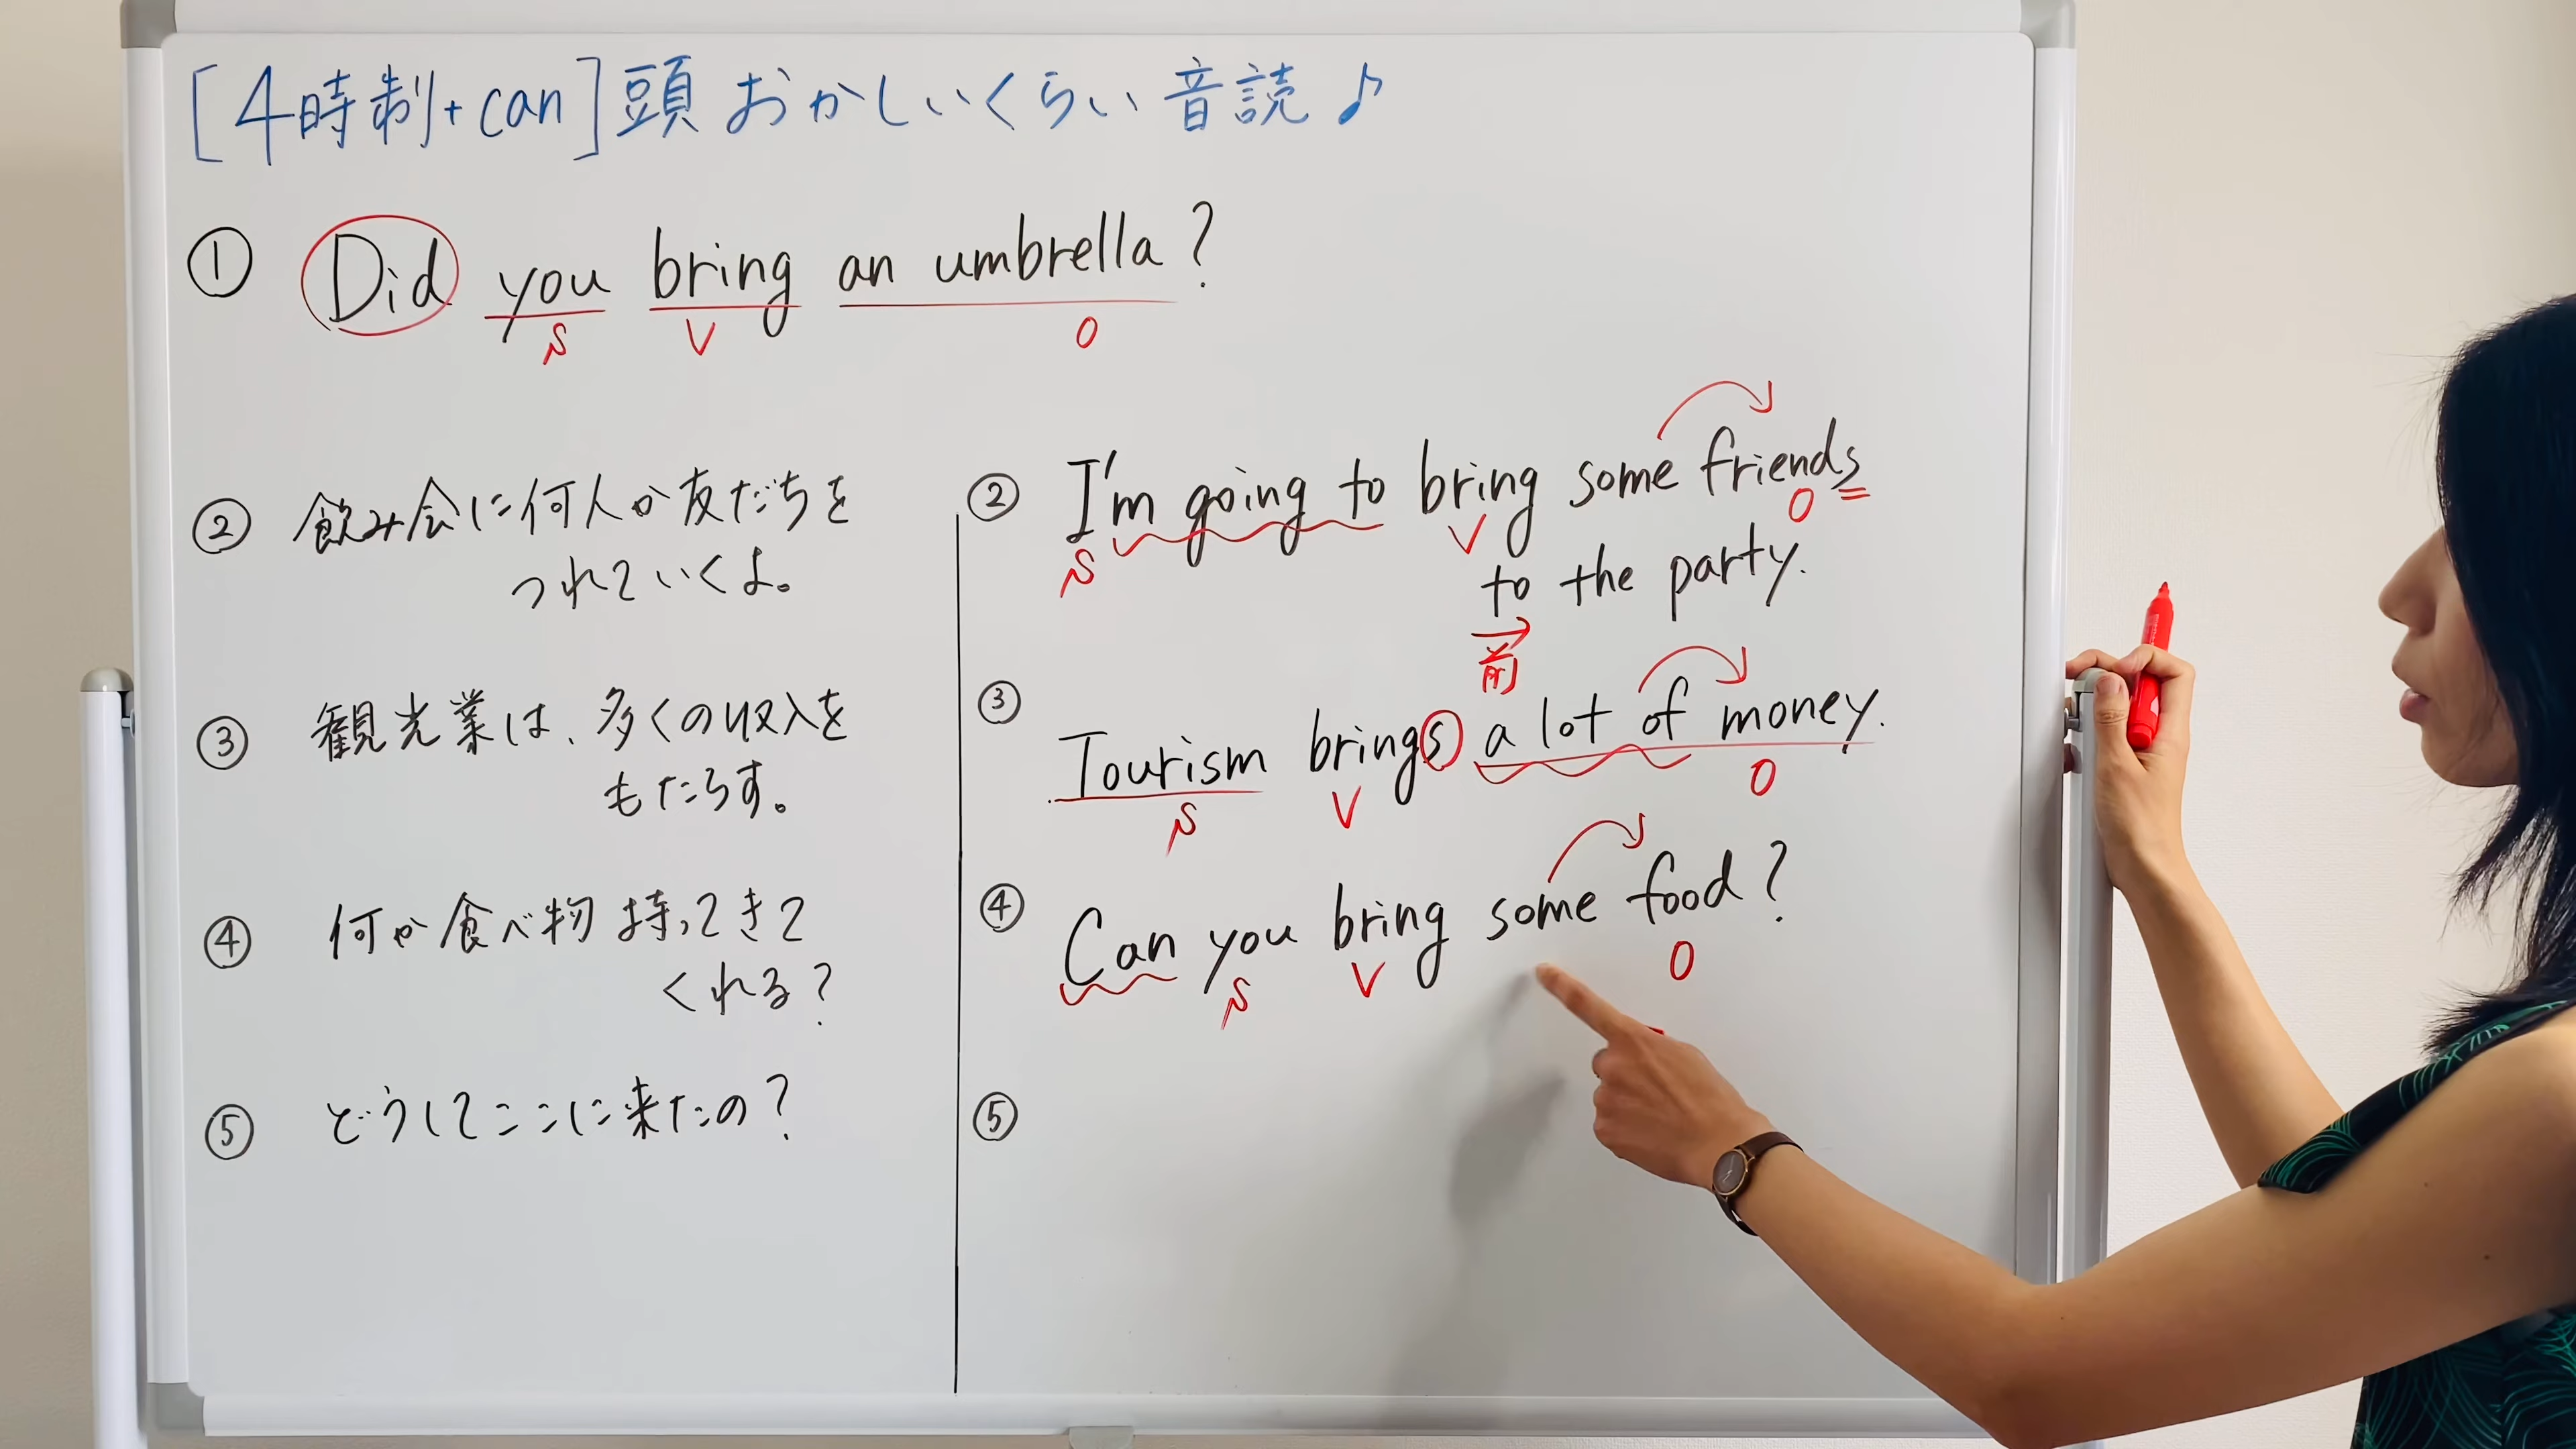 [4時制+can]頭おかしいくらい音読♪
① Did you bring an umbrella?
S V O
② 飲み会に何人か友だちを
つれていくよ。
③ 観光業は、多くの収入を
もたらす。
④ 何か食べ物持ってきて
くれる?
⑤ どうしてここに来たの?
② I'm going to bring some friends
S V O
to the party.
前
③ Tourism brings a lot of money.
S V O
④ Can you bring some food?
S V O
⑤